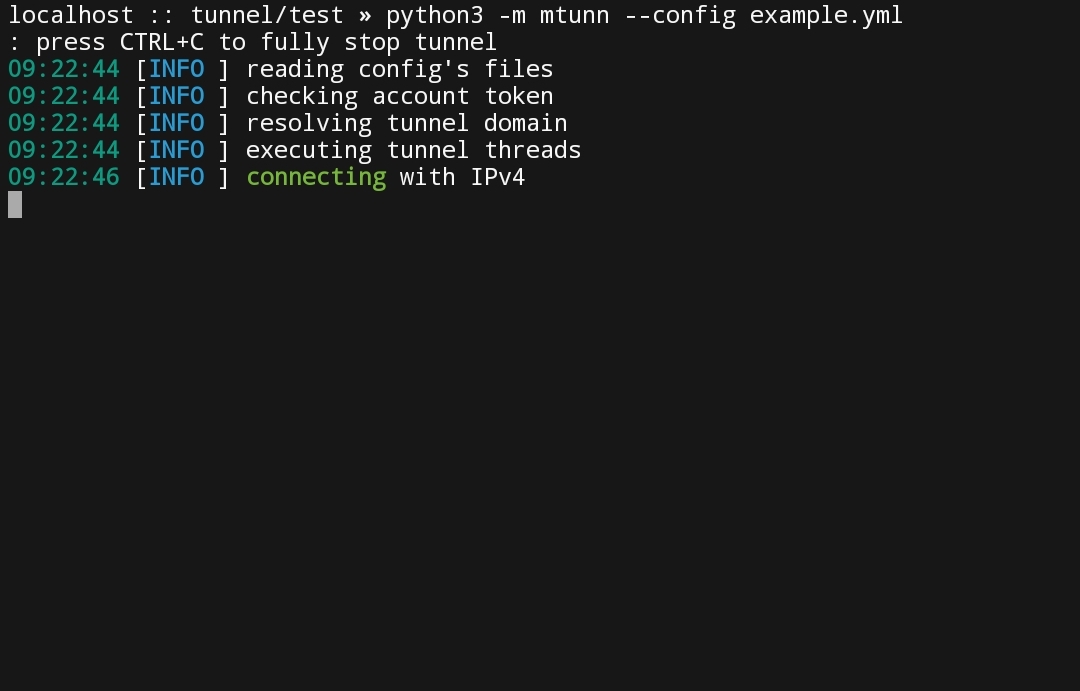 localhost :: tunnel/test » python3 -m mtunn --config example.yml
: press CTRL+C to fully stop tunnel
09:22:44 [INFO ] reading config's files
09:22:44 [INFO ] checking account token
09:22:44 [INFO ] resolving tunnel domain
09:22:44 [INFO ] executing tunnel threads
09:22:46 [INFO ] connecting with IPv4